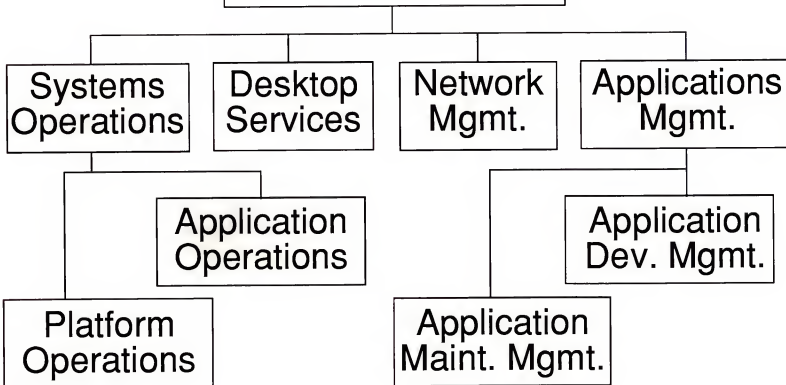 Systems
Operations
Desktop
Services
Network
Mgmt.
Applications
Mgmt.
Application
Operations
Application
Dev. Mgmt.
Platform
Operations
Application
Maint. Mgmt.